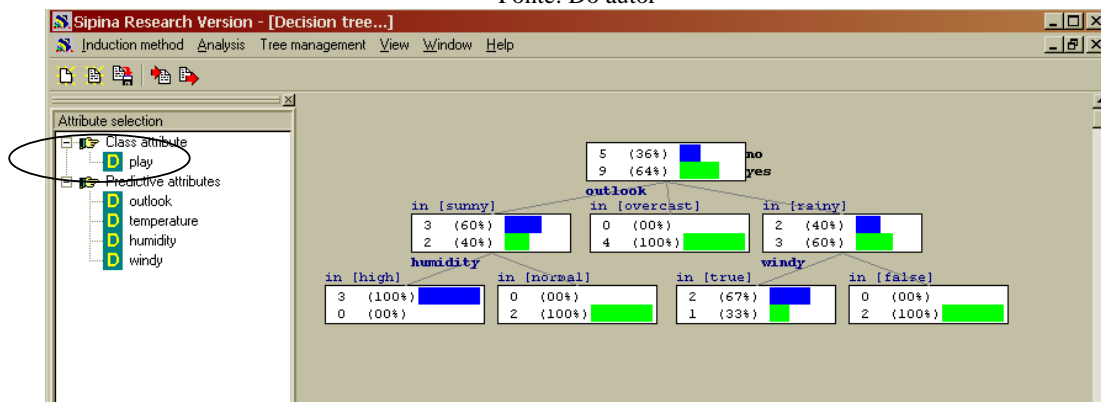 Fonte: Do autor
Sipina Research Version - [Decision tree...]
Induction method Analysis Tree management View Window Help
Attribute selection
Class attribute
D play
Predictive attributes
D outlook
D temperature
D humidity
D windy
5 (36%) no
9 (64%) yes
outlook
in [sunny] in [overcast] in [rainy]
3 (60%) 0 (00%) 2 (40%)
2 (40%) 4 (100%) 3 (60%)
humidity windy
in [high] in [normal] in [true] in [false]
3 (100%) 0 (00%) 2 (67%) 0 (00%)
0 (00%) 2 (100%) 1 (33%) 2 (100%)